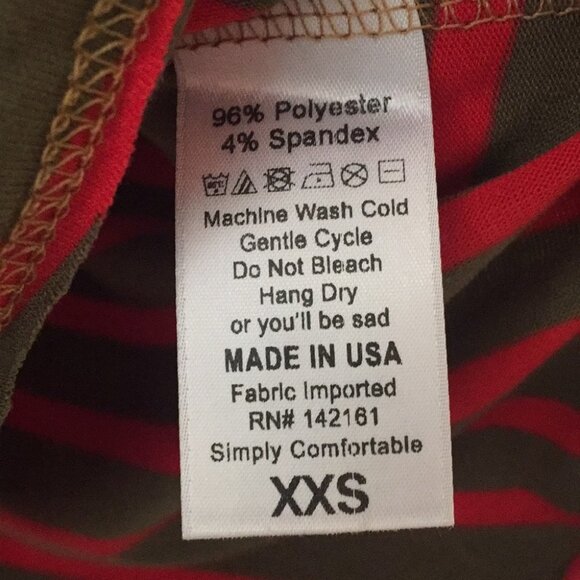 96% Polyester
4% Spandex
Machine Wash Cold
Gentle Cycle
Do Not Bleach
Hang Dry
or you'll be sad
MADE IN USA
Fabric Imported
RN# 142161
Simply Comfortable
XXS